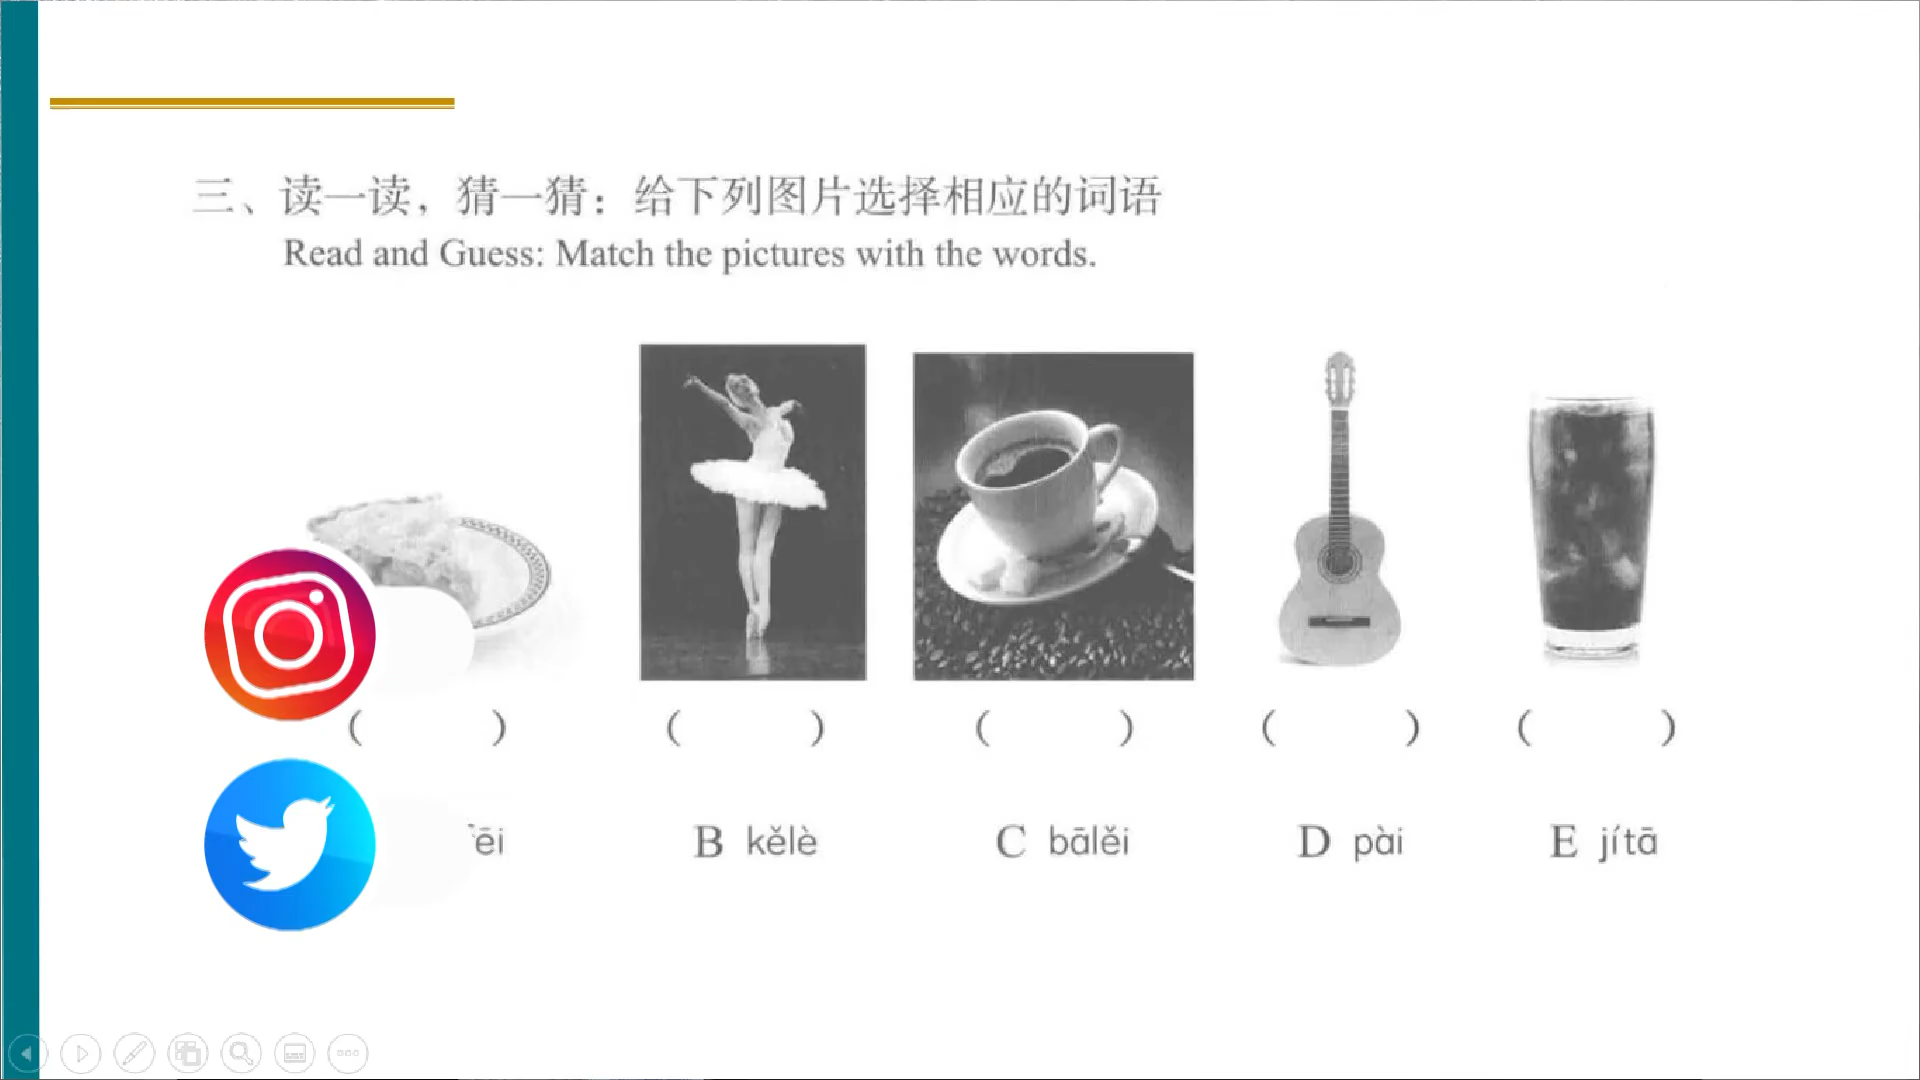 三、读一读，猜一猜：给下列图片选择相应的词语
Read and Guess: Match the pictures with the words.
( ) ( ) ( ) ( ) ( )
fēi B kělè C bālěi D pài E jítā